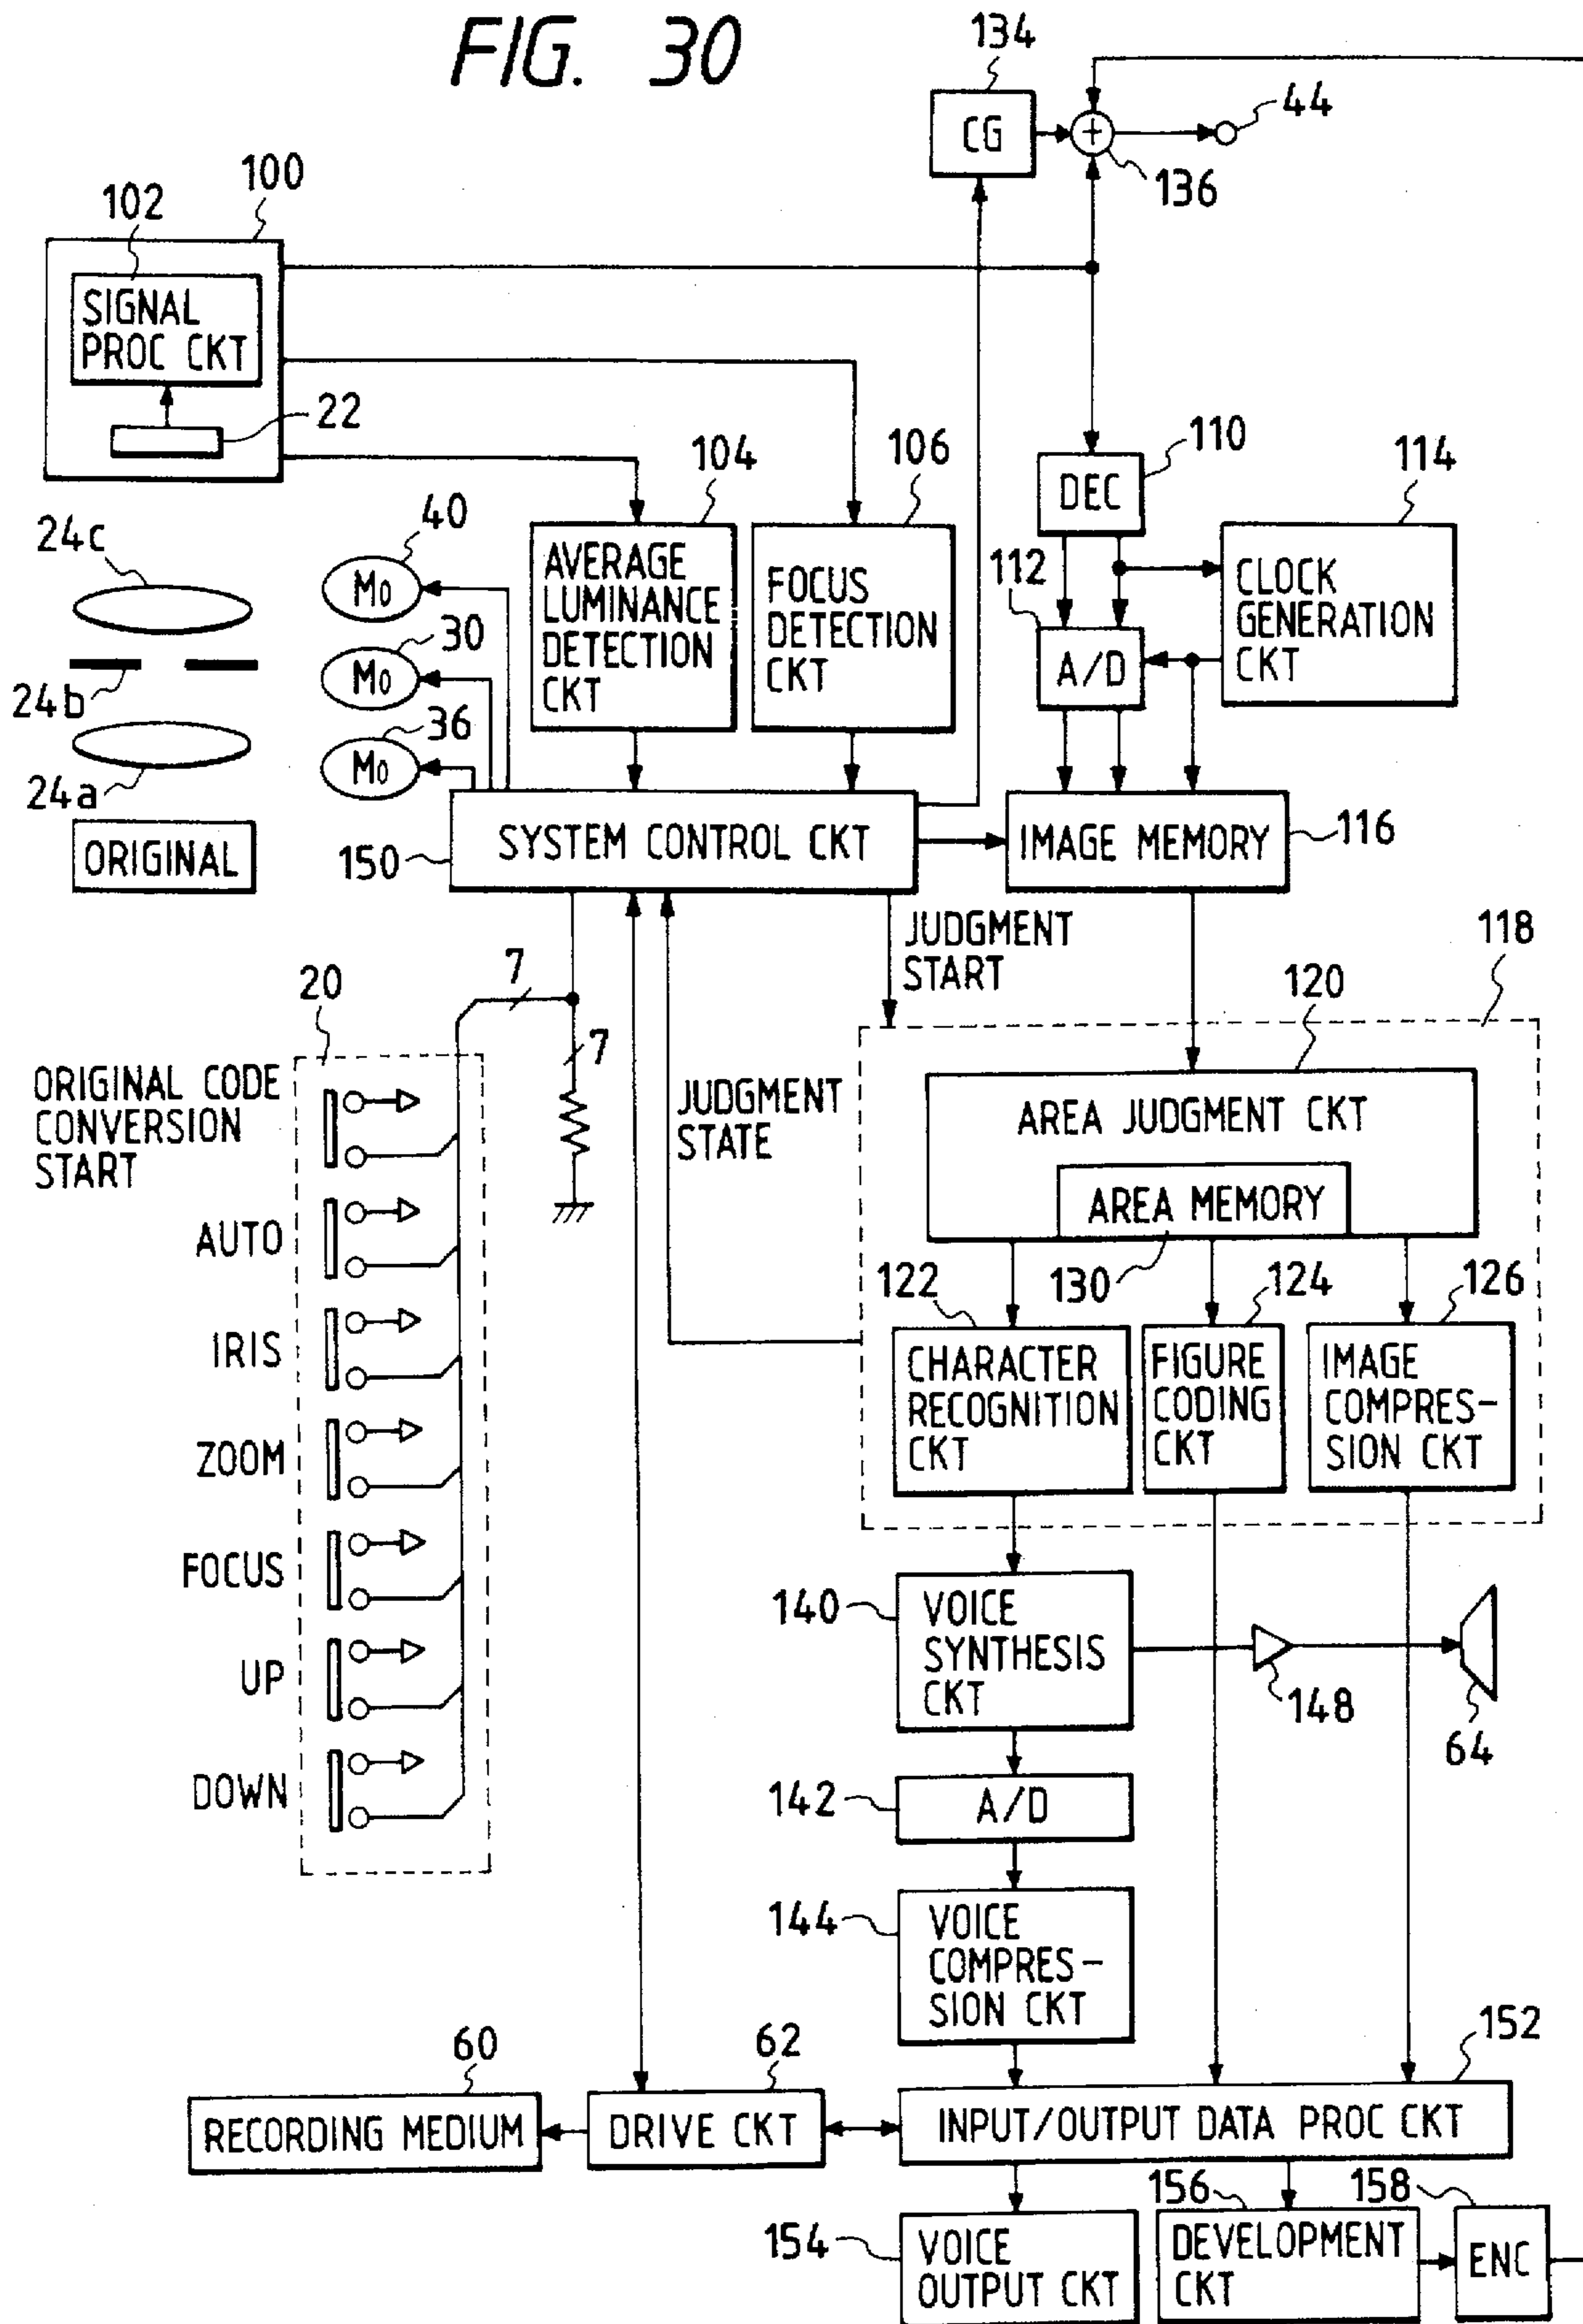 FIG. 30
134
CG
+
44
136
100
102
SIGNAL
PROC CKT
22
104
106
110
DEC
114
24c
40
Mo
AVERAGE
LUMINANCE
DETECTION
CKT
FOCUS
DETECTION
CKT
112
A/D
CLOCK
GENERATION
CKT
30
Mo
24b
36
Mo
24a
ORIGINAL
150
SYSTEM CONTROL CKT
IMAGE MEMORY
116
JUDGMENT
START
118
7
20
7
120
ORIGINAL CODE
CONVERSION
START
JUDGMENT
STATE
AREA JUDGMENT CKT
AREA MEMORY
AUTO
122
130
124
126
IRIS
CHARACTER
RECOGNITION
CKT
FIGURE
CODING
CKT
IMAGE
COMPRES-
SION CKT
ZOOM
FOCUS
140
VOICE
SYNTHESIS
CKT
148
64
UP
DOWN
142
A/D
144
VOICE
COMPRES-
SION CKT
60
62
152
RECORDING MEDIUM
DRIVE CKT
INPUT/OUTPUT DATA PROC CKT
154
VOICE
OUTPUT CKT
156
DEVELOPMENT
CKT
158
ENC